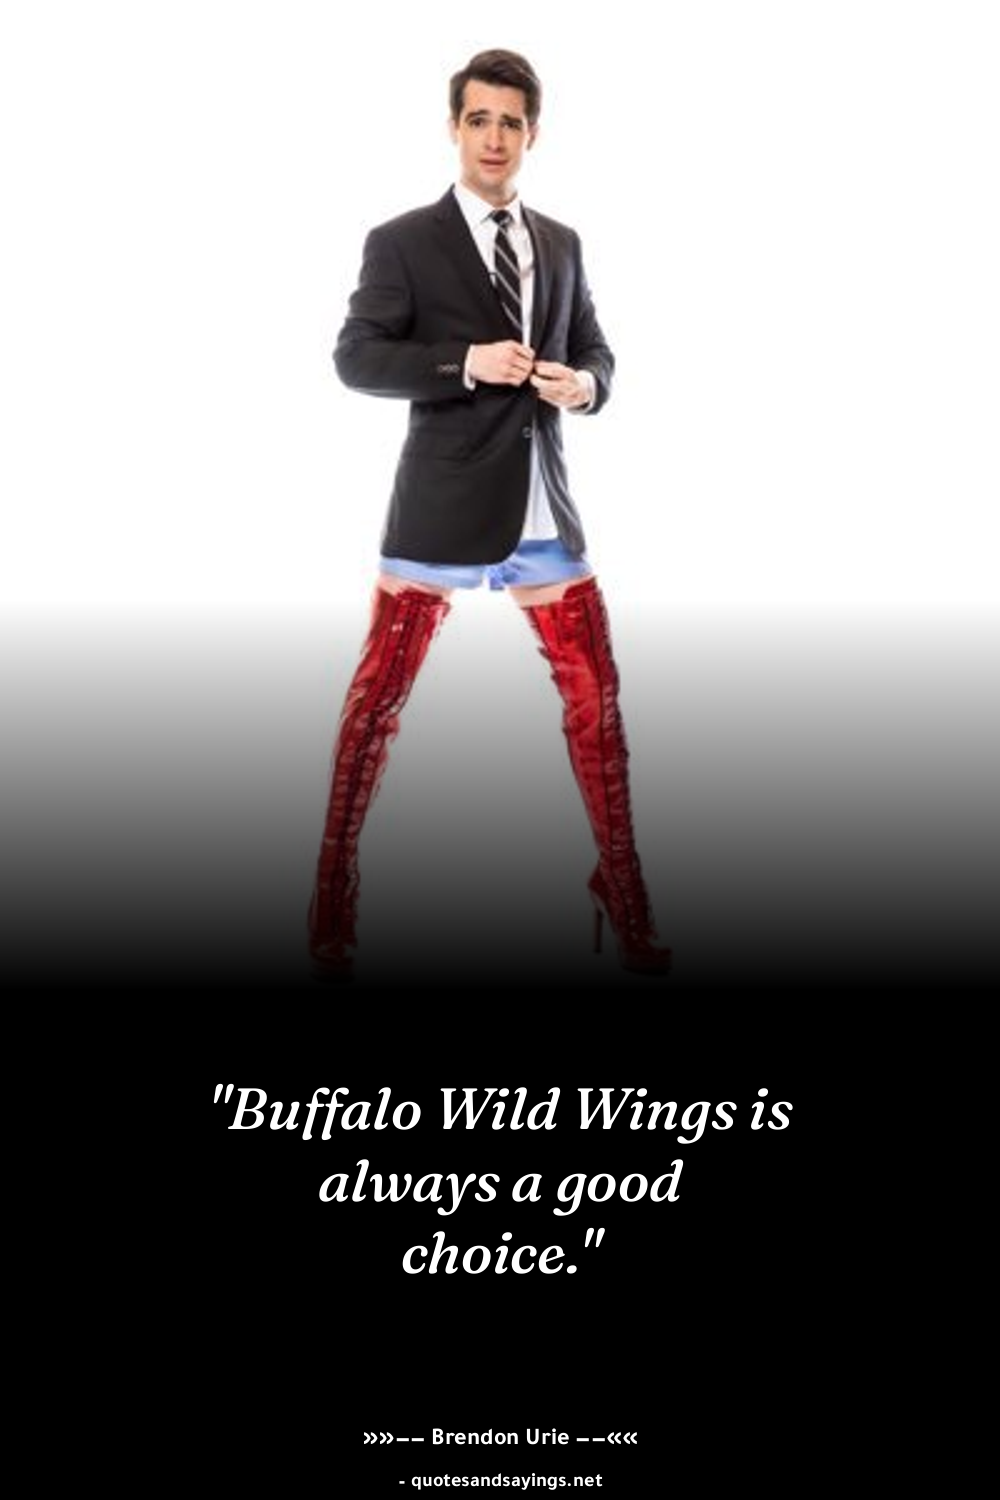 "Buffalo Wild Wings is
always a good
choice."
»»–– Brendon Urie ––««
- quotesandsayings.net